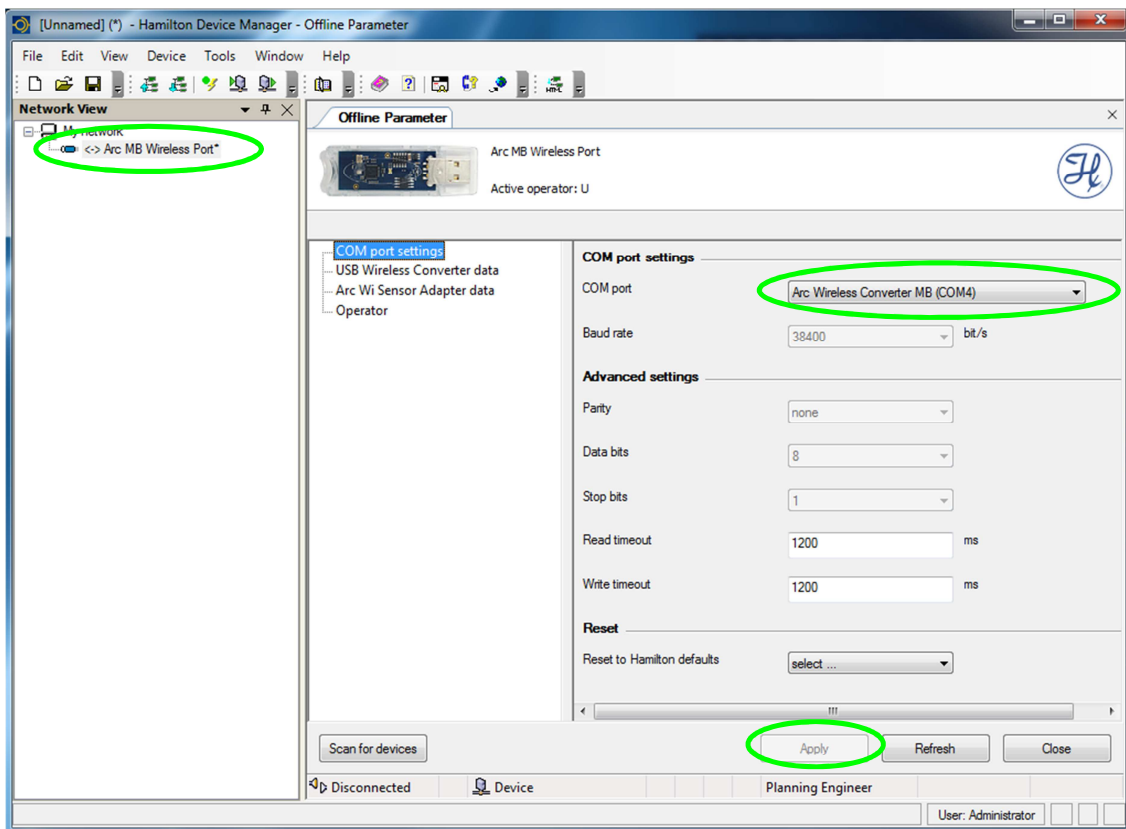 [Unnamed] (*) - Hamilton Device Manager - Offline Parameter
File Edit View Device Tools Window Help
Network View
My network
<-> Arc MB Wireless Port*
Offline Parameter
Arc MB Wireless Port
Active operator: U
COM port settings
USB Wireless Converter data
Arc Wi Sensor Adapter data
Operator
COM port settings
COM port Arc Wireless Converter MB (COM4)
Baud rate 38400 bit/s
Advanced settings
Parity none
Data bits 8
Stop bits 1
Read timeout 1200 ms
Write timeout 1200 ms
Reset
Reset to Hamilton defaults select ...
Scan for devices Apply Refresh Close
Disconnected Device Planning Engineer
User: Administrator